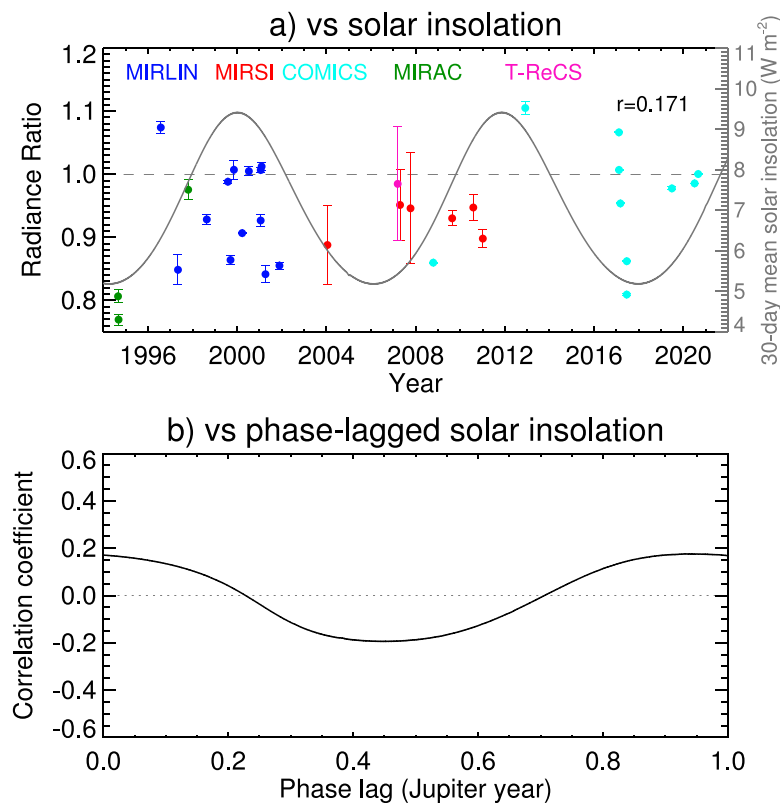 a) vs solar insolation
MIRLIN MIRSI COMICS MIRAC T-ReCS
r=0.171
1.2
1.1
1.0
0.9
0.8
Radiance Ratio
11
10
9
8
7
6
5
4
30-day mean solar insolation (W m⁻²)
1996 2000 2004 2008 2012 2016 2020
Year
b) vs phase-lagged solar insolation
0.6
0.4
0.2
0.0
-0.2
-0.4
-0.6
Correlation coefficient
0.0 0.2 0.4 0.6 0.8 1.0
Phase lag (Jupiter year)